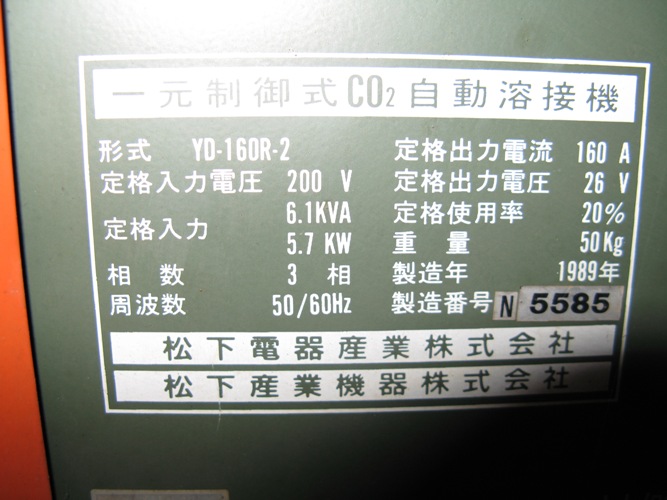 一元制御式CO2自動溶接機
形式 YD-160R-2
定格入力電圧 200 V
定格入力 6.1KVA
5.7 KW
相数 3 相
周波数 50/60Hz
定格出力電流 160 A
定格出力電圧 26 V
定格使用率 20%
重量 50Kg
製造年 1989年
製造番号 N 5585
松下電器産業株式会社
松下産業機器株式会社